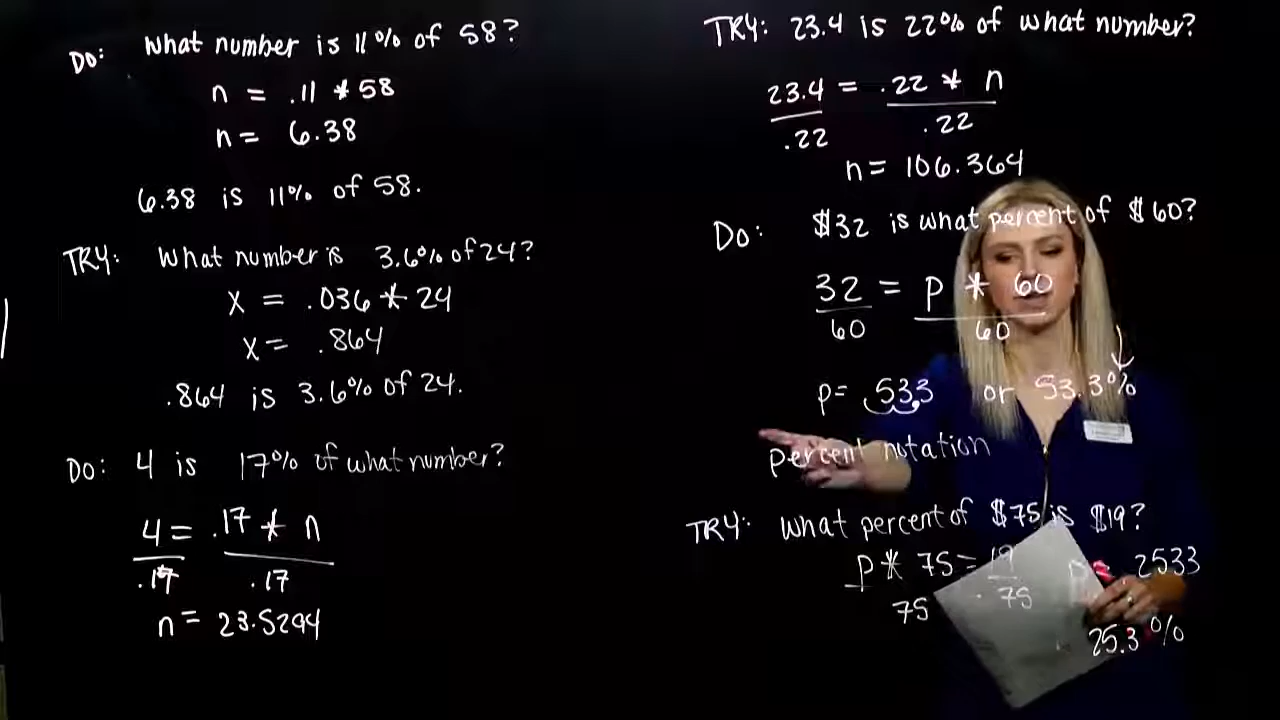 DO: What number is 11% of 58?
n = .11 * 58
n = 6.38
6.38 is 11% of 58.
TRY: What number is 3.6% of 24?
x = .036 * 24
x = .864
.864 is 3.6% of 24.
DO: 4 is 17% of what number?
4 = .17 * n
.17 .17
n = 23.5294
TRY: 23.4 is 22% of what number?
23.4 = .22 * n
.22 .22
n = 106.364
DO: $32 is what percent of $60?
32 = p * 60
60 60
p = .533 or 53.3%
percent notation
TRY: What percent of $75 is $19?
p * 75 = 19
75 75
2533
25.3%